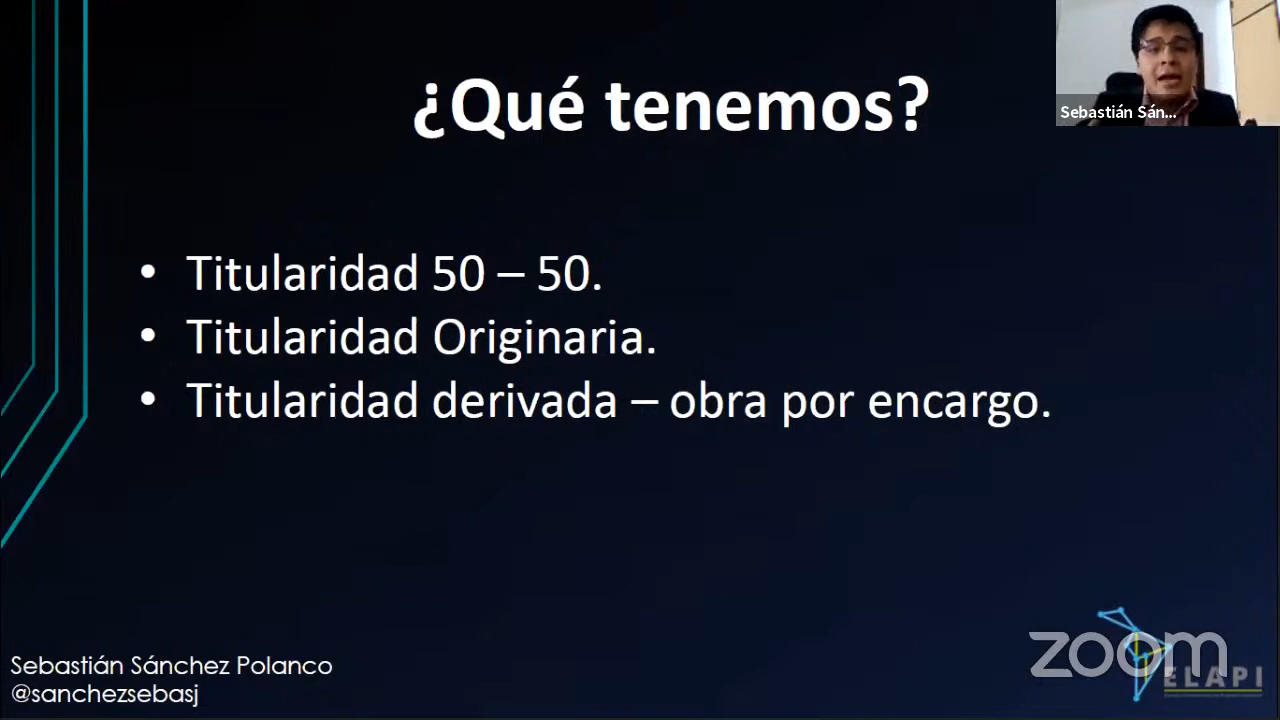 ¿Qué tenemos?
Sebastián Sán...
• Titularidad 50 – 50.
• Titularidad Originaria.
• Titularidad derivada – obra por encargo.
Sebastián Sánchez Polanco
@sanchezsebasj
zoom
ELAPI